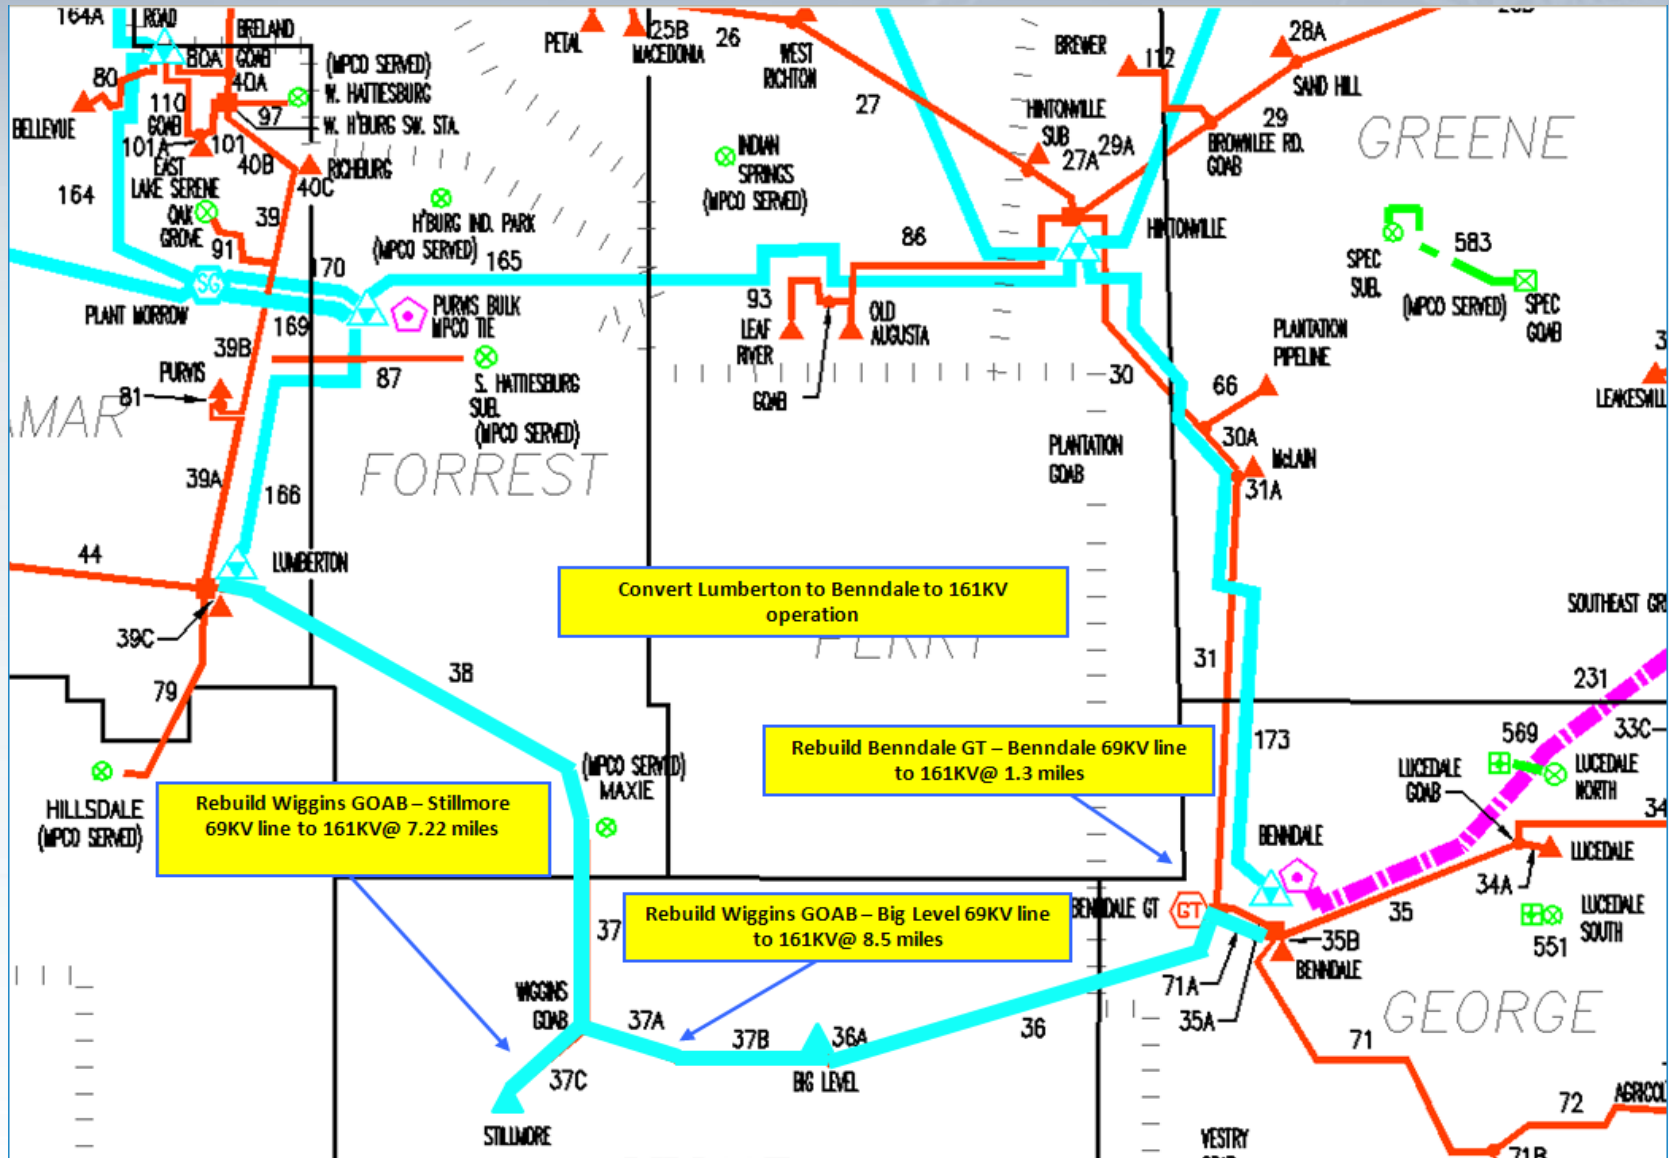 164A
ROAD
BRELAND
GOAB
80A
80
40A
(MPCO SERVED)
W. HATTIESBURG
W. H'BURG SW. STA.
110
GOAB
97
BELLEVUE
101A
101
EAST
LAKE SERENE
40B
RICHBURG
40C
164
OAK
GROVE
39
91
H'BURG IND. PARK
(MPCO SERVED)
PETAL
25B
MACEDONIA
26
WEST
RICHTON
27
INDIAN
SPRINGS
(MPCO SERVED)
BREWER
112
HINTONVILLE
SUB
27A
29A
28A
SAND HILL
29
BROWNLEE RD.
GOAB
GREENE
HINTONVILLE
86
165
170
SG
PLANT MORROW
169
PURVIS BULK
MPCO TIE
93
LEAF
RIVER
OLD
AUGUSTA
GOAB
SPEC
SUEL
583
(MPCO SERVED)
SPEC
GOAB
PLANTATION
PIPELINE
39B
PURVIS
81
87
S. HATTIESBURG
SUEL
(MPCO SERVED)
30
66
30A
PLANTATION
GOAB
McLAIN
31A
FORREST
39A
166
44
LUMBERTON
39C
Convert Lumberton to Benndale to 161KV
operation
38
79
31
231
33C
173
569
LUCEDALE
NORTH
LUCEDALE
GOAB
34
(MPCO SERVED)
MAXIE
HILLSDALE
(MPCO SERVED)
Rebuild Benndale GT – Benndale 69KV line
to 161KV@ 1.3 miles
Rebuild Wiggins GOAB – Stillmore
69KV line to 161KV@ 7.22 miles
BENNDALE
LUCEDALE
34A
35
Rebuild Wiggins GOAB – Big Level 69KV line
to 161KV@ 8.5 miles
37
BENNDALE GT
GT
35B
BENNDALE
LUCEDALE
SOUTH
551
71A
35A
WIGGINS
GOAB
37A
37B
36A
36
BIG LEVEL
37C
STILLMORE
GEORGE
71
72
71B
VESTRY